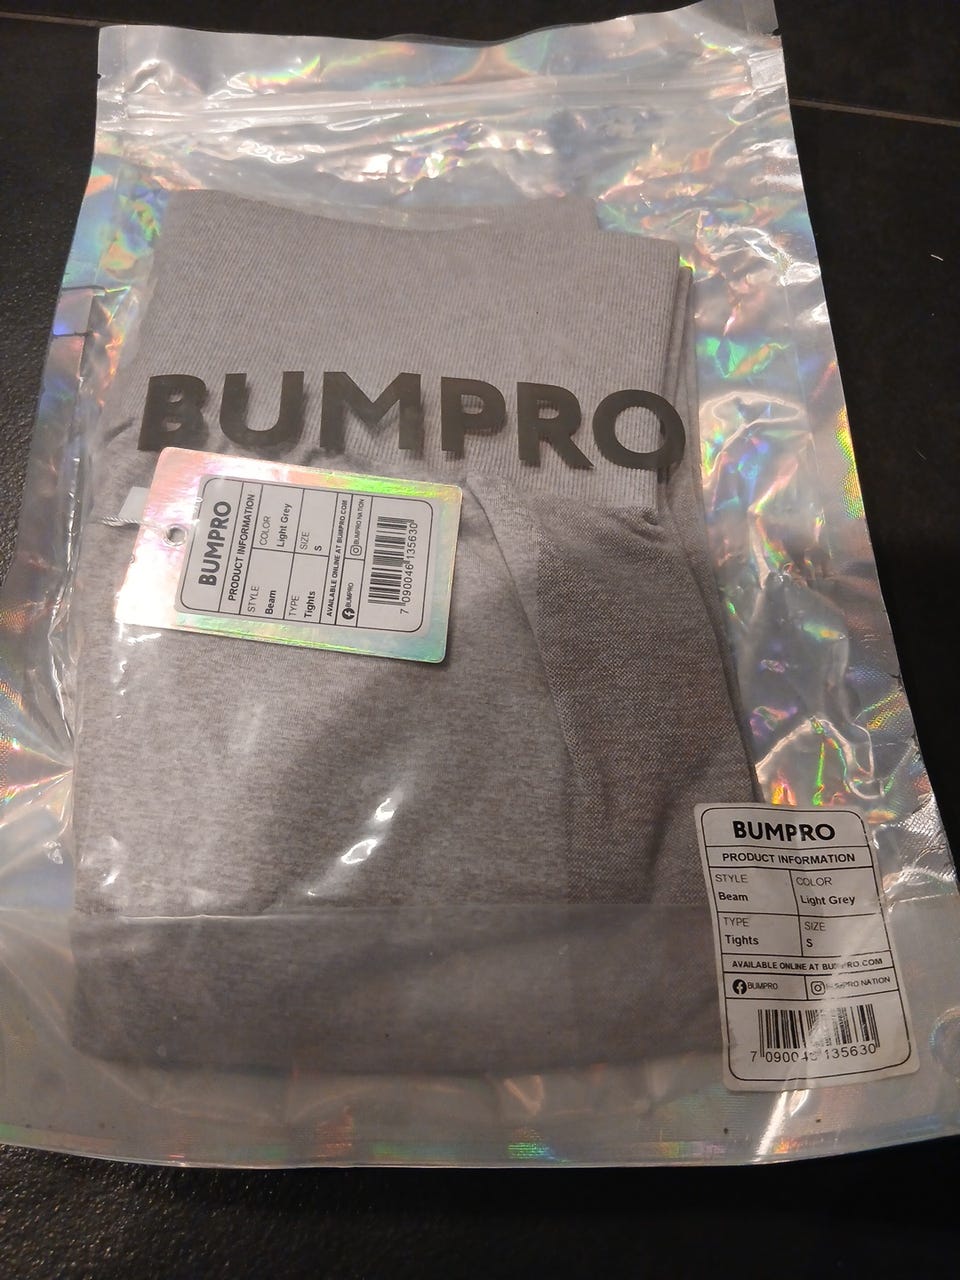 BUMPRO
BUMPRO
PRODUCT INFORMATION
STYLE COLOR
Beam Light Grey
TYPE SIZE
Tights S
AVAILABLE ONLINE AT BUMPRO.COM
BUMPRO BUMPRO NATION
7 090046 135630
BUMPRO
PRODUCT INFORMATION
STYLE COLOR
Beam Light Grey
TYPE SIZE
Tights S
AVAILABLE ONLINE AT BUMPRO.COM
BUMPRO BUMPRO NATION
7 090046 135630